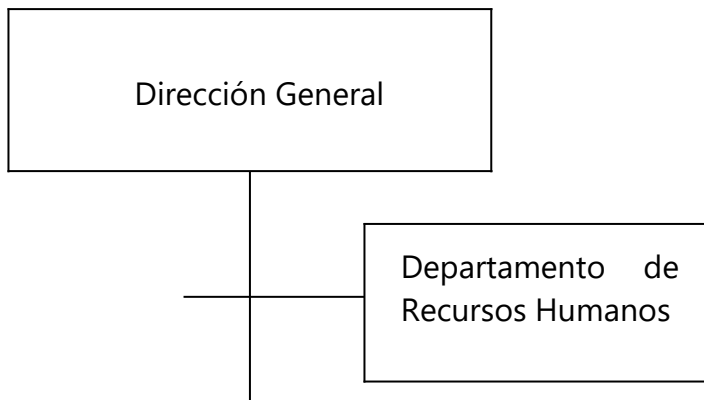 Dirección General
Departamento de
Recursos Humanos